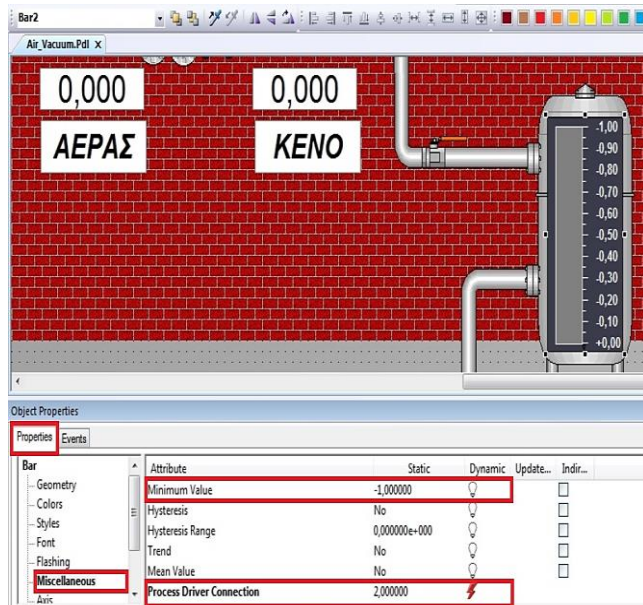 Bar2
Air_Vacuum.Pdl X
0,000 0,000
ΑΕΡΑΣ ΚΕΝΟ
-1,00
-0,90
-0,80
-0,70
-0,60
-0,50
-0,40
-0,30
-0,20
-0,10
+0,00
Object Properties
Properties Events
Bar
Geometry
Colors
Styles
Font
Flashing
Miscellaneous
Axis
Attribute Static Dynamic Update... Indir...
Minimum Value -1,000000
Hysteresis No
Hysteresis Range 0,000000e+000
Trend No
Mean Value No
Process Driver Connection 2,000000